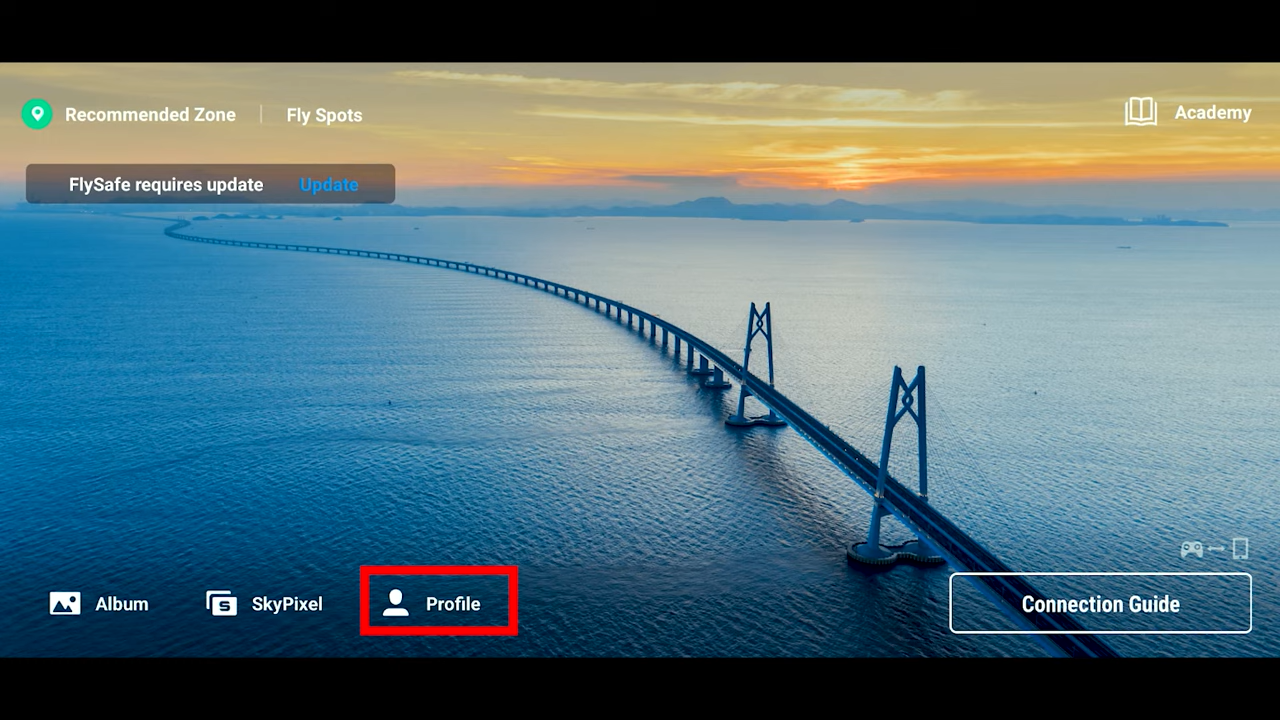 Recommended Zone
Fly Spots
Academy
FlySafe requires update
Update
Album
SkyPixel
Profile
Connection Guide